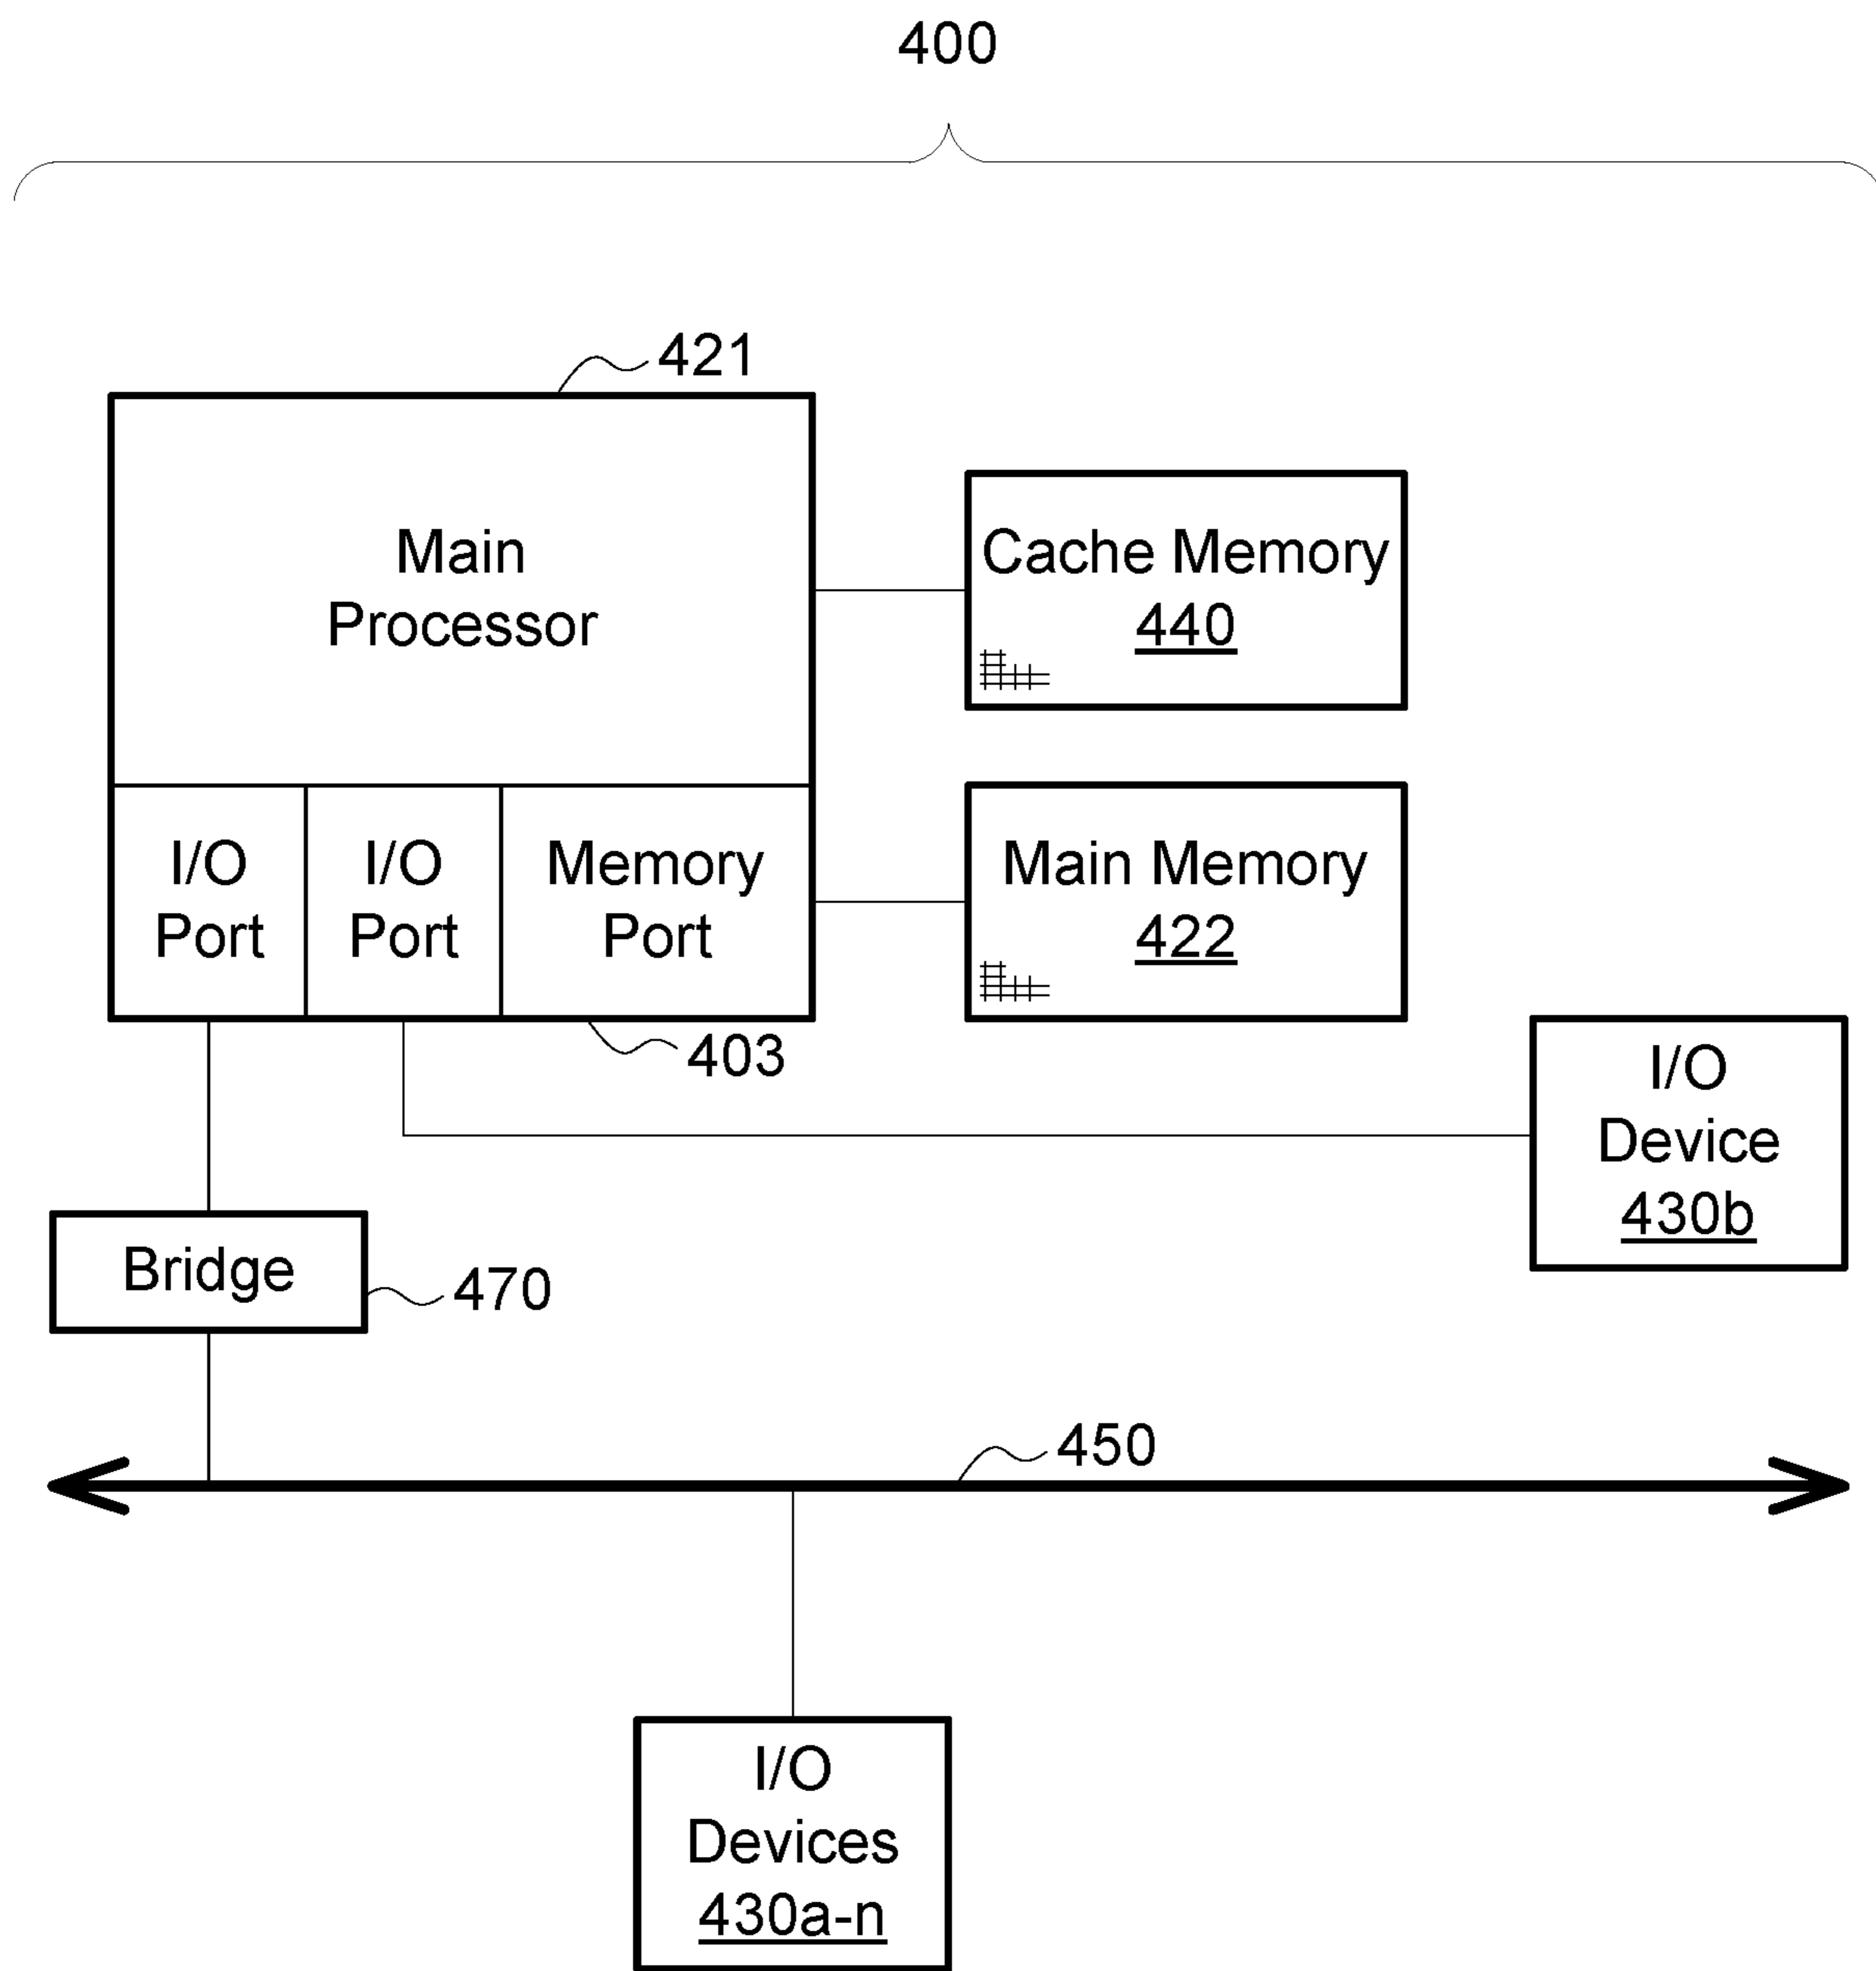 400
421
Main
Processor
Cache Memory
440
I/O
Port
I/O
Port
Memory
Port
Main Memory
422
403
I/O
Device
430b
Bridge
470
450
I/O
Devices
430a-n